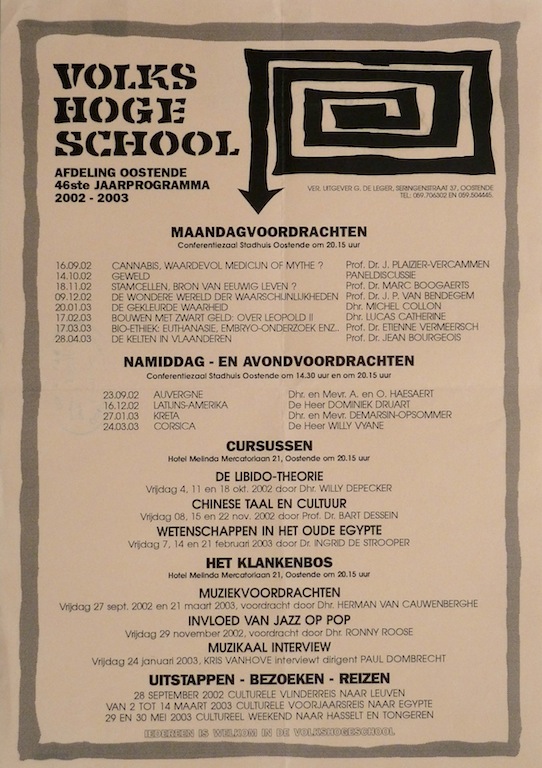 VOLKS
HOGE
SCHOOL
AFDELING OOSTENDE
46ste JAARPROGRAMMA
2002 - 2003
VER. UITGEVER G. DE LEGER, SERINGENSTRAAT 37, OOSTENDE
TEL: 059.706302 EN 059.504445.
MAANDAGVOORDRACHTEN
Conferentiezaal Stadhuis Oostende om 20.15 uur
16.09.02 CANNABIS, WAARDEVOL MEDICIJN OF MYTHE ? Prof. Dr. J. PLAIZIER-VERCAMMEN
14.10.02 GEWELD PANELDISCUSSIE
18.11.02 STAMCELLEN, BRON VAN EEUWIG LEVEN ? Prof. Dr. MARC BOOGAERTS
09.12.02 DE WONDERE WERELD DER WAARSCHIJNLIJKHEDEN Prof. Dr. J. P. VAN BENDEGEM
20.01.03 DE GEKLEURDE WAARHEID Dhr. MICHEL COLLON
17.02.03 BOUWEN MET ZWART GELD: OVER LEOPOLD II Dhr. LUCAS CATHERINE
17.03.03 BIO-ETHIEK: EUTHANASIE, EMBRYO-ONDERZOEK ENZ.. Prof. Dr. ETIENNE VERMEERSCH
28.04.03 DE KELTEN IN VLAANDEREN Prof. Dr. JEAN BOURGEOIS
NAMIDDAG - EN AVONDVOORDRACHTEN
Conferentiezaal Stadhuis Oostende om 14.30 uur en om 20.15 uur
23.09.02 AUVERGNE Dhr. en Mevr. A. en O. HAESAERT
16.12.02 LATIJNS-AMERIKA De Heer DOMINIEK DRUART
27.01.03 KRETA Dhr. en Mevr. DEMARSIN-OPSOMMER
24.03.03 CORSICA De Heer WILLY VYANE
CURSUSSEN
Hotel Melinda Mercatorlaan 21, Oostende om 20.15 uur
DE LIBIDO-THEORIE
Vrijdag 4, 11 en 18 okt. 2002 door Dhr. WILLY DEPECKER
CHINESE TAAL EN CULTUUR
Vrijdag 08, 15 en 22 nov. 2002 door Prof. Dr. BART DESSEIN
WETENSCHAPPEN IN HET OUDE EGYPTE
Vrijdag 7, 14 en 21 februari 2003 door Dr. INGRID DE STROOPER
HET KLANKENBOS
Hotel Melinda Mercatorlaan 21, Oostende om 20.15 uur
MUZIEKVOORDRACHTEN
Vrijdag 27 sept. 2002 en 21 maart 2003, voordracht door Dhr. HERMAN VAN CAUWENBERGHE
INVLOED VAN JAZZ OP POP
Vrijdag 29 november 2002, voordracht door Dhr. RONNY ROOSE
MUZIKAAL INTERVIEW
Vrijdag 24 januari 2003, KRIS VANHOVE interviewt dirigent PAUL DOMBRECHT
UITSTAPPEN - BEZOEKEN - REIZEN
28 SEPTEMBER 2002 CULTURELE VLINDERREIS NAAR LEUVEN
VAN 2 TOT 14 MAART 2003 CULTURELE VOORJAARSREIS NAAR EGYPTE
29 EN 30 MEI 2003 CULTUREEL WEEKEND NAAR HASSELT EN TONGEREN
IEDEREEN IS WELKOM IN DE VOLKSHOGESCHOOL